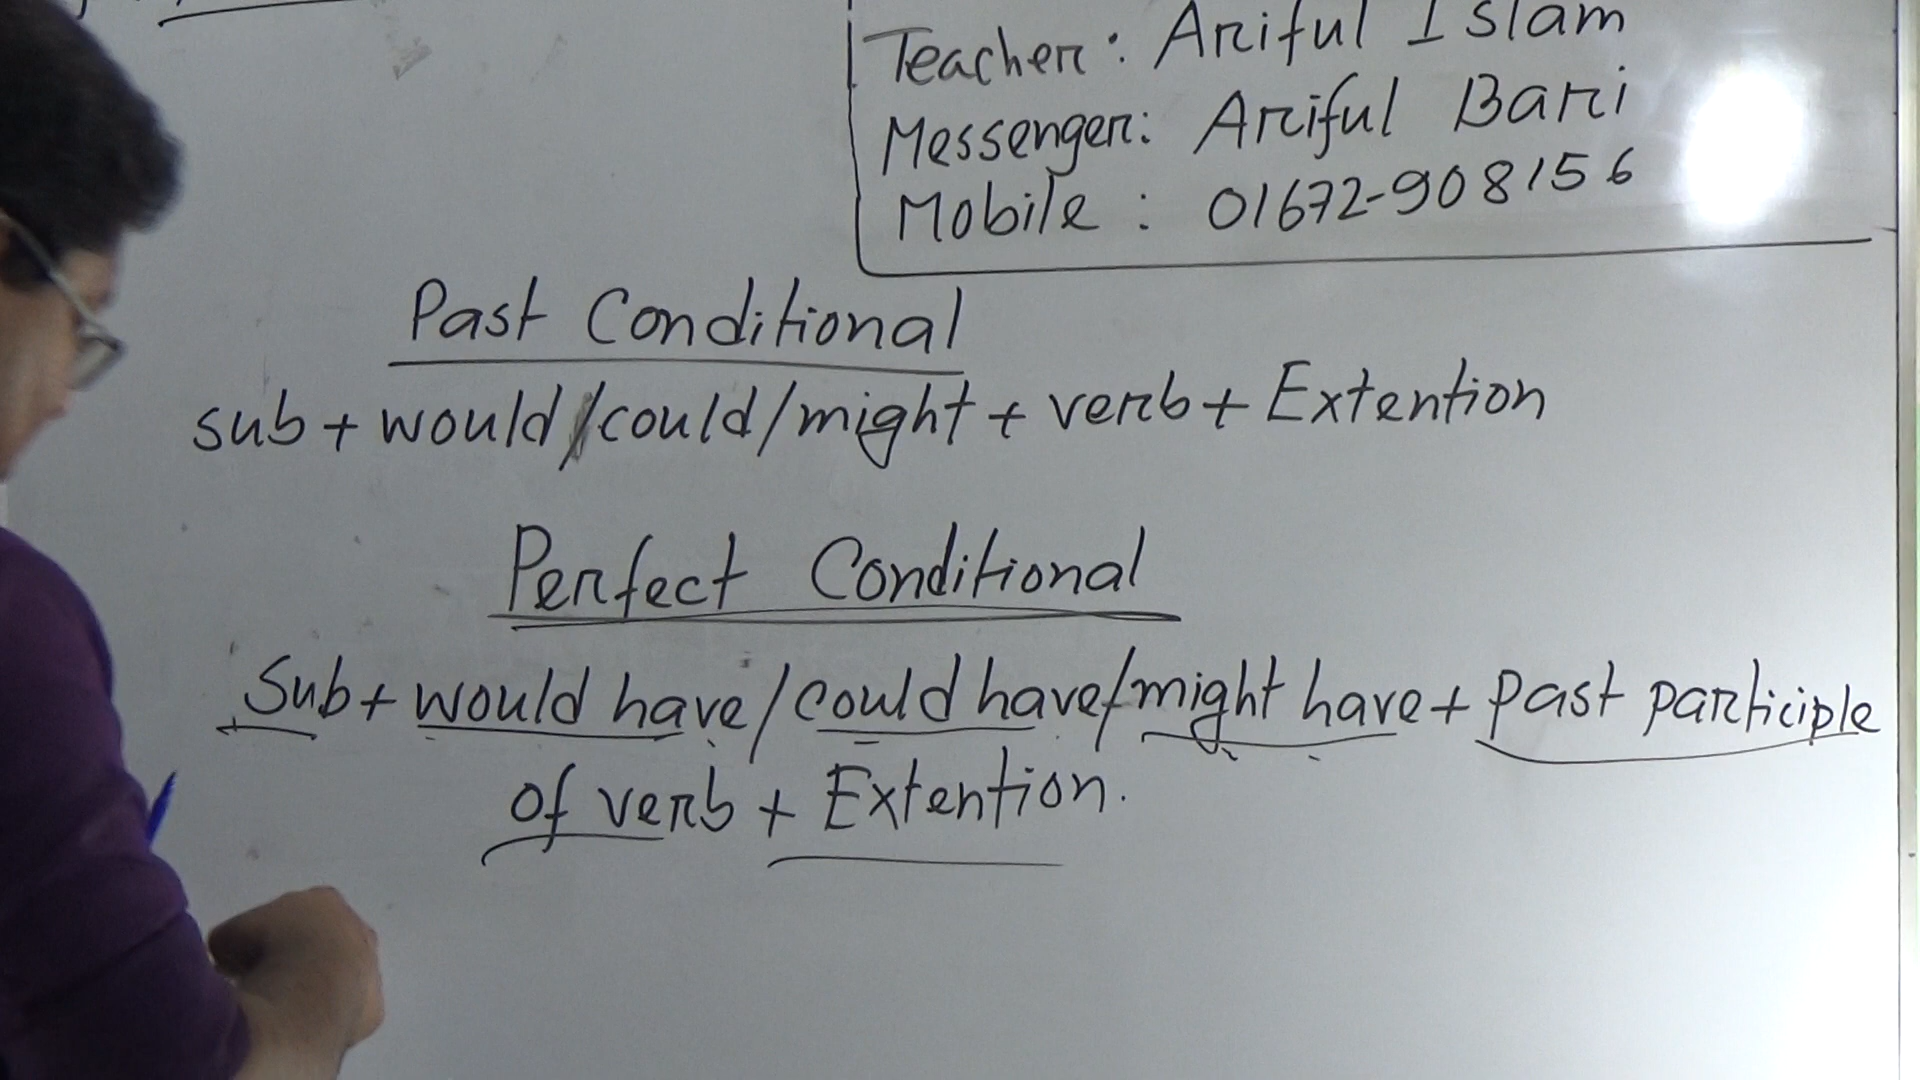 Teacher: Ariful Islam
Messenger: Ariful Bari
Mobile : 01672-908156
Past Conditional
sub + would/could/might + verb + Extention
Perfect Conditional
Sub + would have/could have/might have + past participle
of verb + Extention.